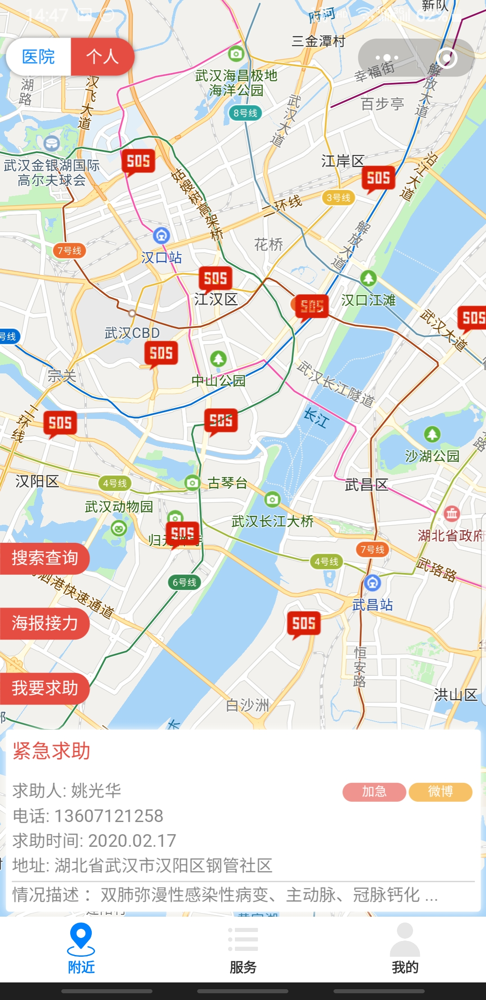 14:47
HD
3G
62%
新队
府河
三金潭村
医院
个人
幸福街
解放大道
武汉海昌极地
海洋公园
汉飞大道
湖路
武汉大道
百步亭
8号线
武汉金银湖国际
高尔夫球会
SOS
江岸区
沿江大道
SOS
姑嫂树高架桥
3号线
二环线
解放大道
花桥
7号线
汉口站
SOS
江汉区
汉口江滩
SOS
武汉大道
SOS
号线
武汉CBD
SOS
中山公园
宗关
武汉长江隧道
二环线
SOS
SOS
长江
沙湖公园
路
汉阳区
4号线
古琴台
武昌区
武汉动物园
武汉长江大桥
SOS
归元禅寺
湖北省政府
搜索查询
7号线
4号线
武珞路
泗港快速通道
6号线
武昌站
海报接力
SOS
恒安路
我要求助
洪山区
白沙洲
长
紧急求助
求助人: 姚光华
加急
微博
电话: 13607121258
求助时间: 2020.02.17
地址: 湖北省武汉市汉阳区钢管社区
情况描述 : 双肺弥漫性感染性病变、主动脉、冠脉钙化 ...
附近
服务
我的